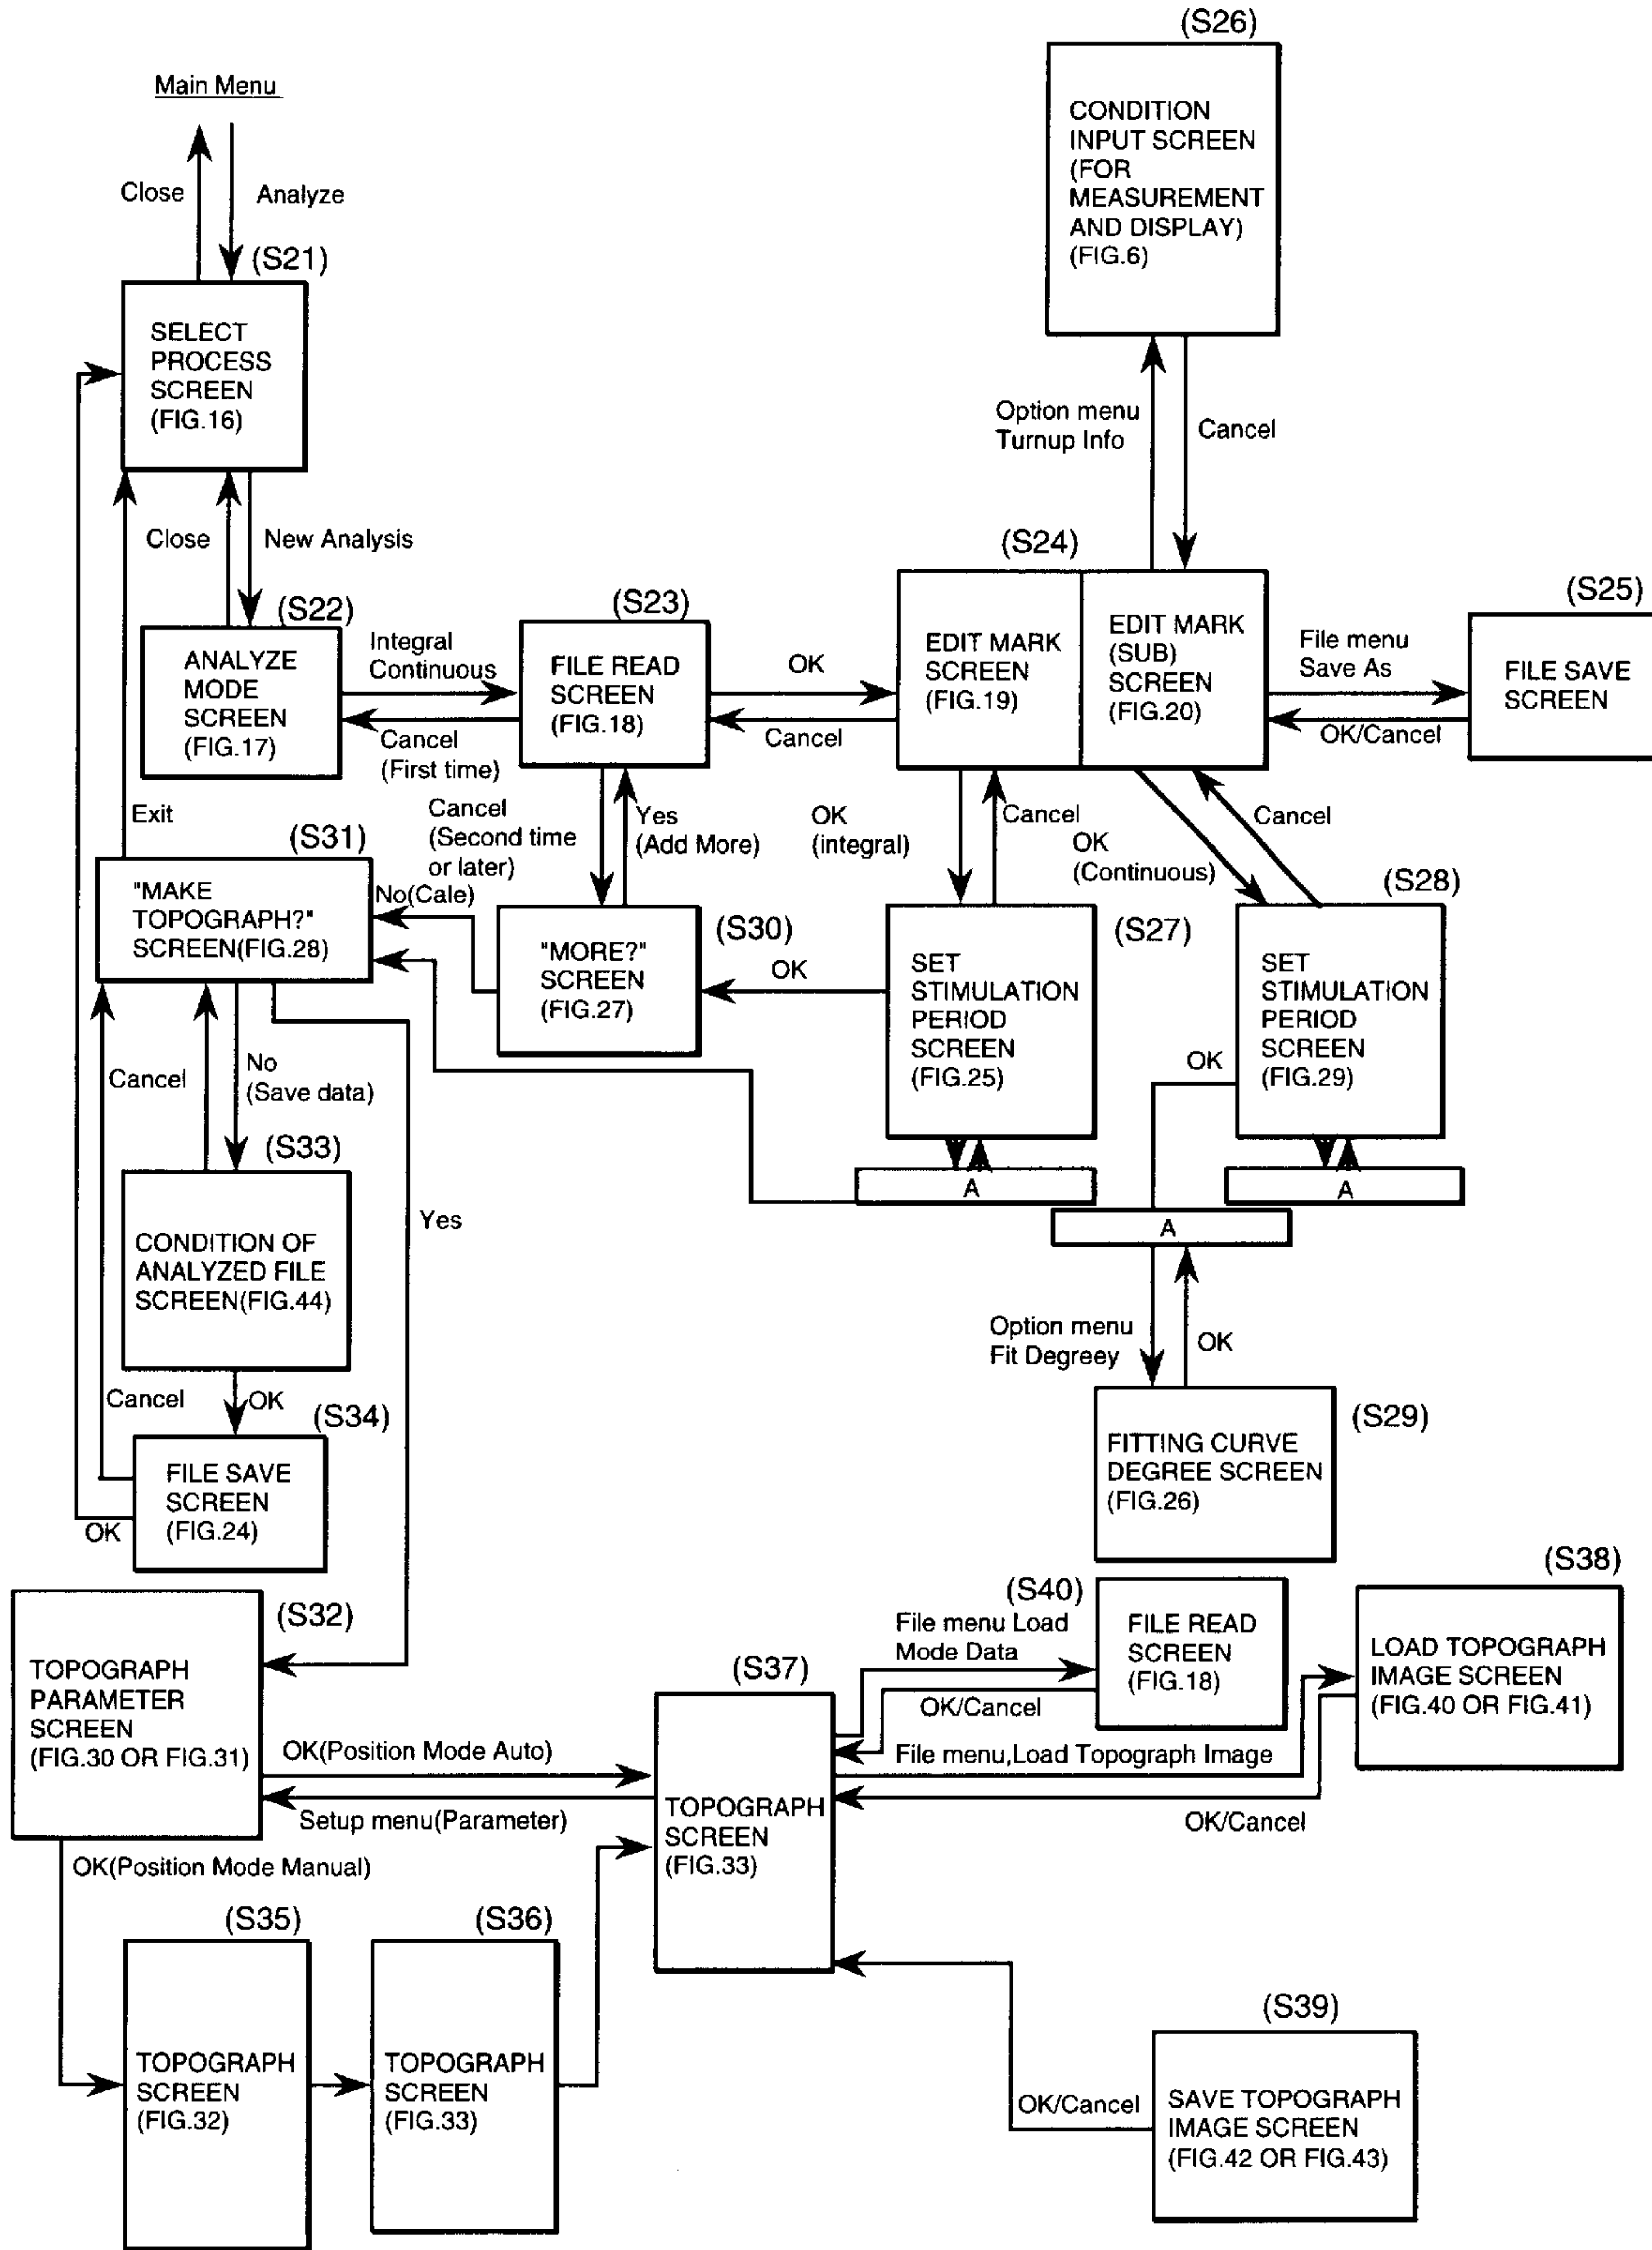 (S26)
CONDITION
INPUT SCREEN
(FOR
MEASUREMENT
AND DISPLAY)
(FIG.6)
Main Menu
Close
Analyze
(S21)
SELECT
PROCESS
SCREEN
(FIG.16)
Option menu
Turnup Info
Cancel
Close
New Analysis
(S22)
ANALYZE
MODE
SCREEN
(FIG.17)
Integral
Continuous
Cancel
(First time)
(S23)
FILE READ
SCREEN
(FIG.18)
OK
Cancel
(S24)
EDIT MARK
SCREEN
(FIG.19)
EDIT MARK
(SUB)
SCREEN
(FIG.20)
File menu
Save As
OK/Cancel
(S25)
FILE SAVE
SCREEN
Exit
Cancel
(Second time
or later)
Yes
(Add More)
OK
(integral)
Cancel
OK
(Continuous)
Cancel
(S31)
"MAKE
TOPOGRAPH?"
SCREEN(FIG.28)
No(Cale)
"MORE?"
SCREEN
(FIG.27)
(S30)
OK
SET
STIMULATION
PERIOD
SCREEN
(FIG.25)
(S27)
(S28)
SET
STIMULATION
PERIOD
SCREEN
(FIG.29)
OK
A
A
A
Cancel
No
(Save data)
(S33)
CONDITION OF
ANALYZED FILE
SCREEN(FIG.44)
Yes
Cancel
OK
(S34)
FILE SAVE
SCREEN
(FIG.24)
OK
Option menu
Fit Degreey
OK
FITTING CURVE
DEGREE SCREEN
(FIG.26)
(S29)
(S32)
TOPOGRAPH
PARAMETER
SCREEN
(FIG.30 OR FIG.31)
OK(Position Mode Auto)
Setup menu(Parameter)
OK(Position Mode Manual)
(S37)
TOPOGRAPH
SCREEN
(FIG.33)
File menu Load
Mode Data
OK/Cancel
(S40)
FILE READ
SCREEN
(FIG.18)
File menu,Load Topograph Image
OK/Cancel
(S38)
LOAD TOPOGRAPH
IMAGE SCREEN
(FIG.40 OR FIG.41)
(S35)
TOPOGRAPH
SCREEN
(FIG.32)
(S36)
TOPOGRAPH
SCREEN
(FIG.33)
OK/Cancel
(S39)
SAVE TOPOGRAPH
IMAGE SCREEN
(FIG.42 OR FIG.43)